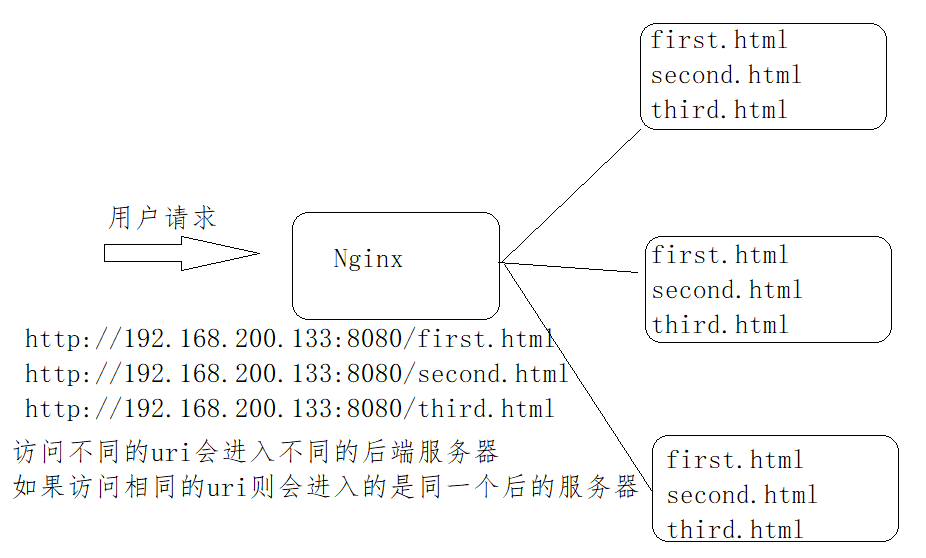 first.html
second.html
third.html
用户请求
Nginx
first.html
second.html
third.html
http://192.168.200.133:8080/first.html
http://192.168.200.133:8080/second.html
http://192.168.200.133:8080/third.html
访问不同的uri会进入不同的后端服务器
如果访问相同的uri则会进入的是同一个后的服务器
first.html
second.html
third.html